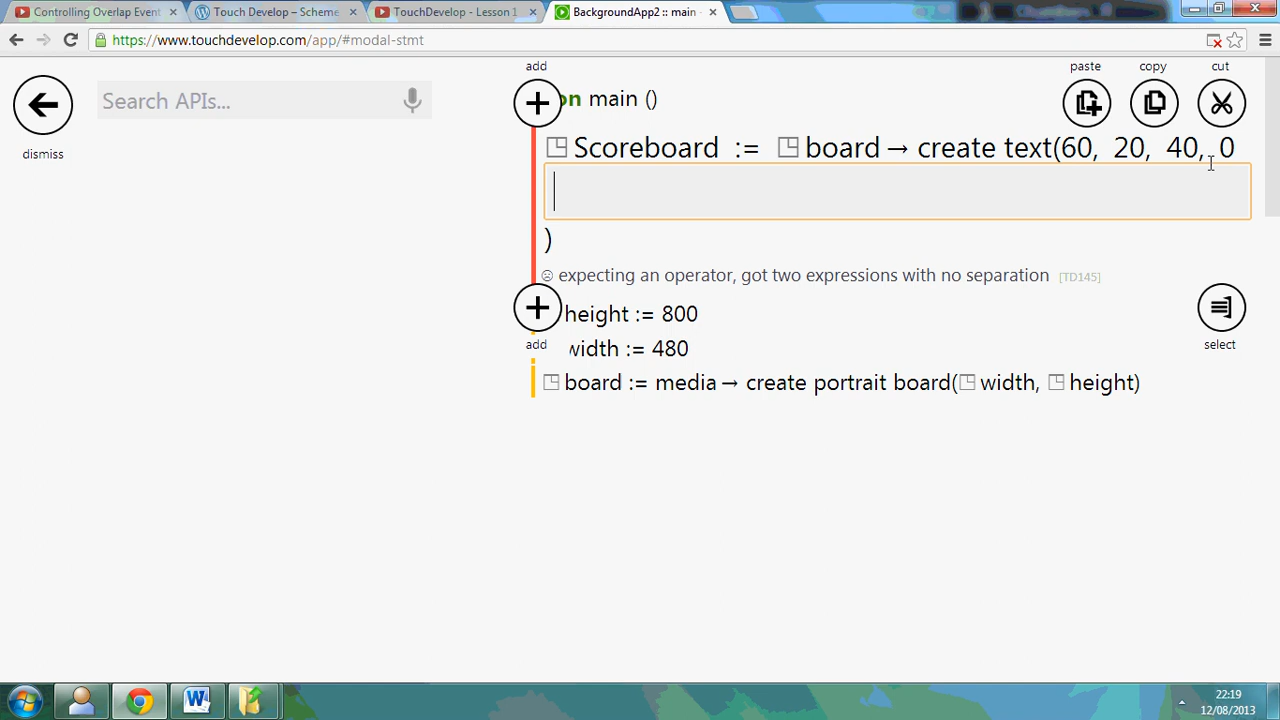 Controlling Overlap Event
Touch Develop – Scheme
TouchDevelop - Lesson 1
BackgroundApp2 :: main
https://www.touchdevelop.com/app/#modal-stmt
dismiss
Search APIs...
add
on main ()
paste
copy
cut
Scoreboard := board → create text(60, 20, 40, 0
)
expecting an operator, got two expressions with no separation [TD145]
add
height := 800
select
width := 480
board := media → create portrait board(width, height)
22:19
12/08/2013